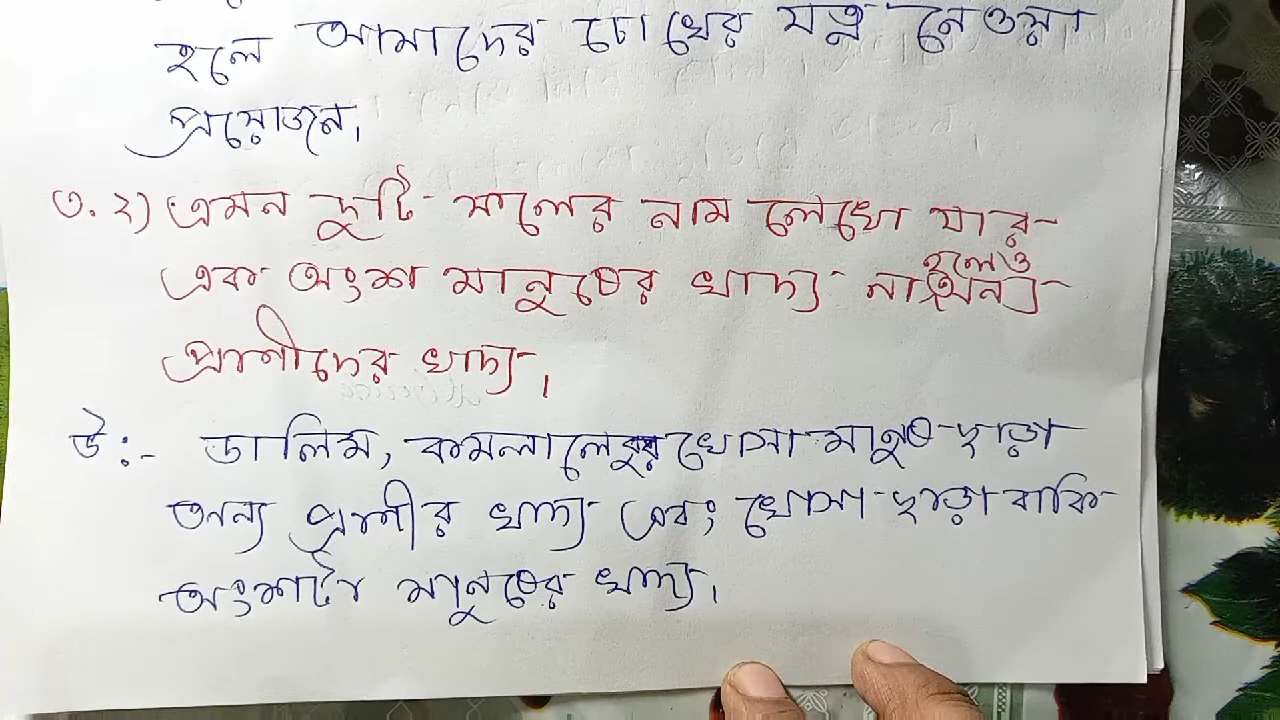 হলে আমাদের চোখের যত্ন নেওয়া
প্রয়োজন।
৩.২) এমন দুটি ফলের নাম লেখো যার
এক অংশ মানুষের খাদ্য না হলেও অন্য
প্রাণীদের খাদ্য।
উঃ- ডালিম, কমলালেবুর খোসা মানুষ ছাড়া
অন্য প্রাণীর খাদ্য এবং খোসা ছাড়া বাকি
অংশটা মানুষের খাদ্য।